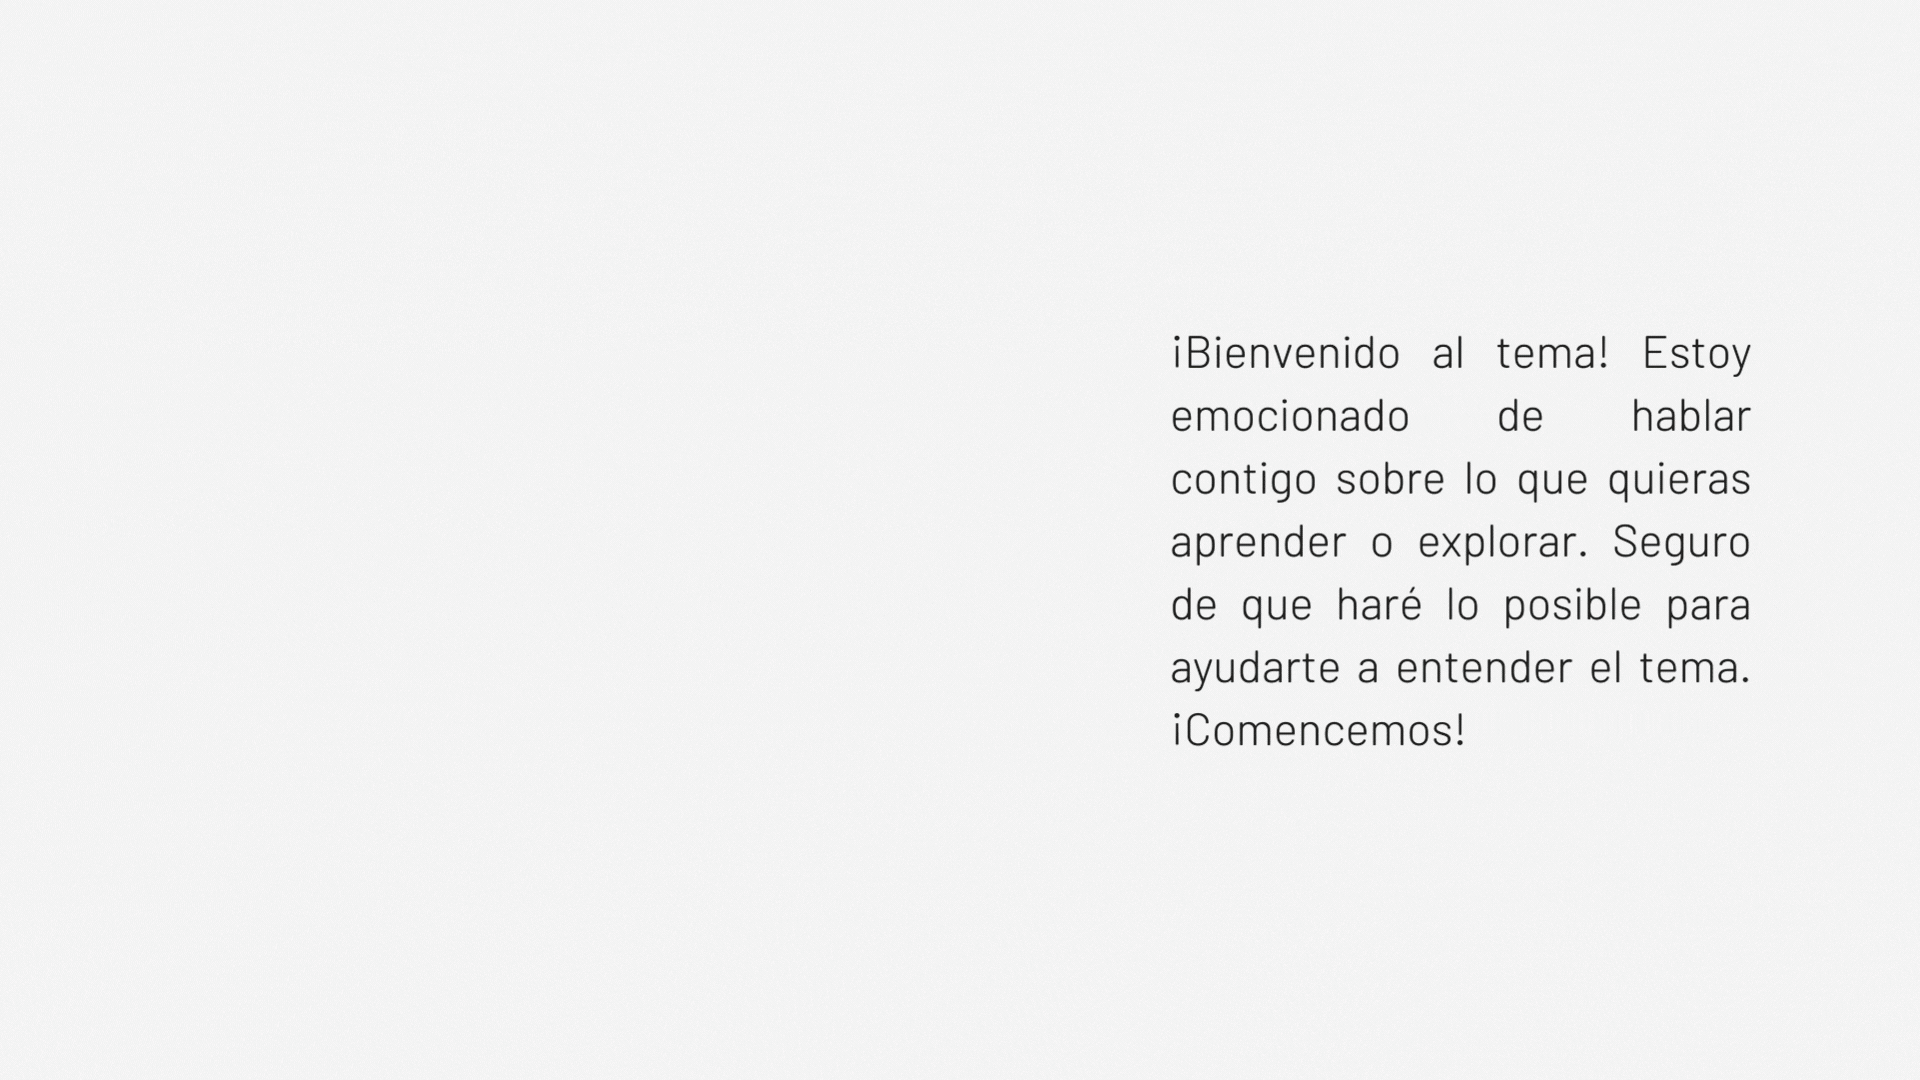 ¡Bienvenido al tema! Estoy
emocionado de hablar
contigo sobre lo que quieras
aprender o explorar. Seguro
de que haré lo posible para
ayudarte a entender el tema.
¡Comencemos!